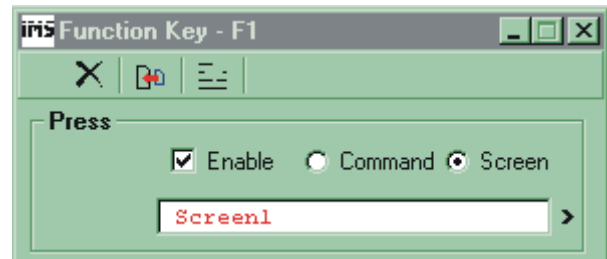 iMS Function Key - F1
Press
Enable Command Screen
Screen1